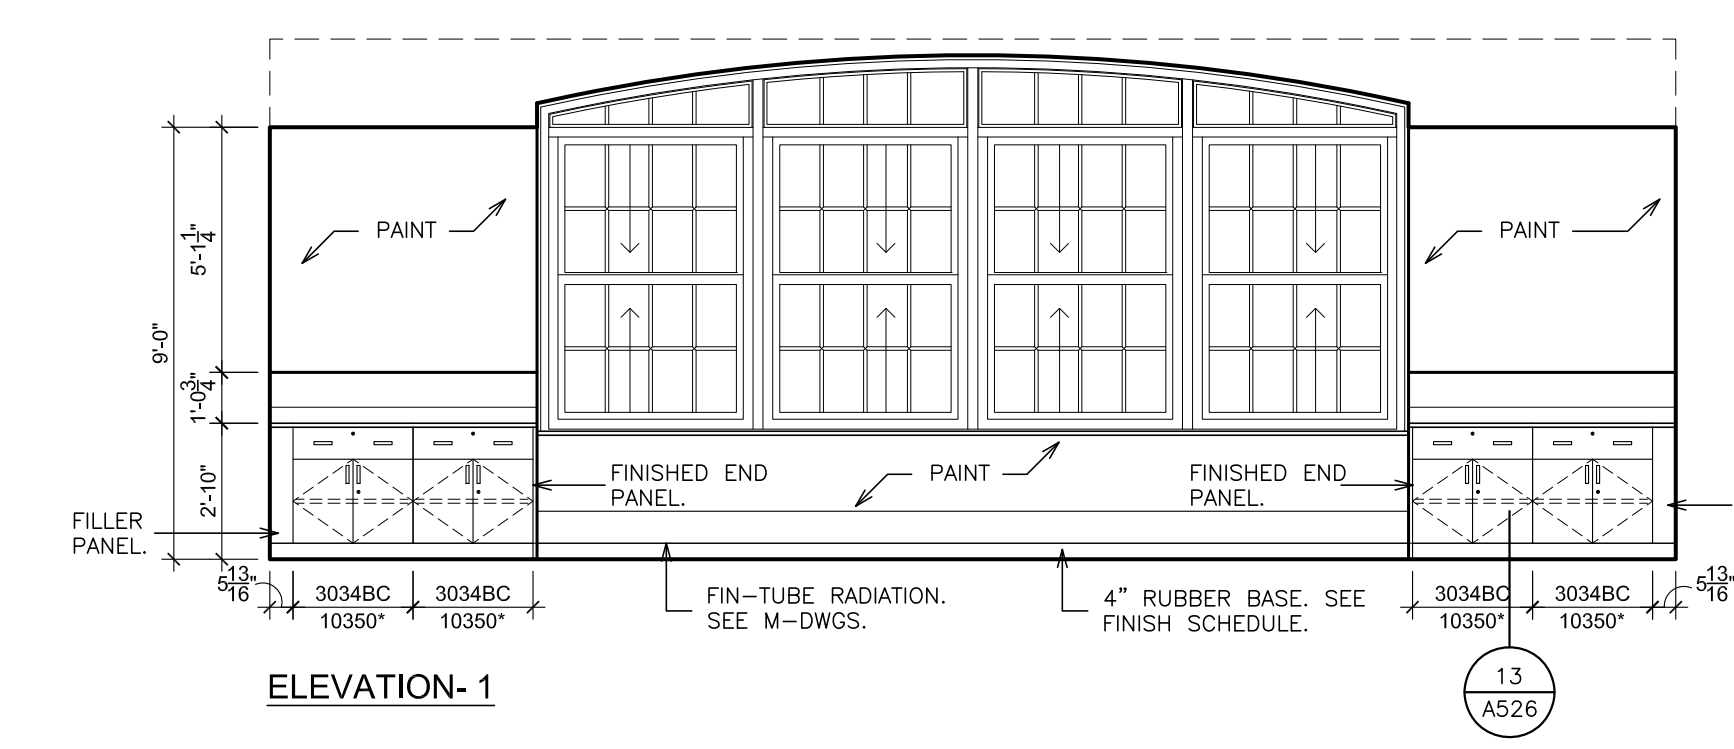 PAINT
PAINT
5'-1 1/4"
9'-0"
1'-0 3/4"
2'-10"
FINISHED END
PANEL.
PAINT
FINISHED END
PANEL.
FILLER
PANEL.
5 13/16"
3034BC
10350*
3034BC
10350*
FIN-TUBE RADIATION.
SEE M-DWGS.
4" RUBBER BASE. SEE
FINISH SCHEDULE.
3034BC
10350*
3034BC
10350*
5 13/16"
ELEVATION- 1
13
A526